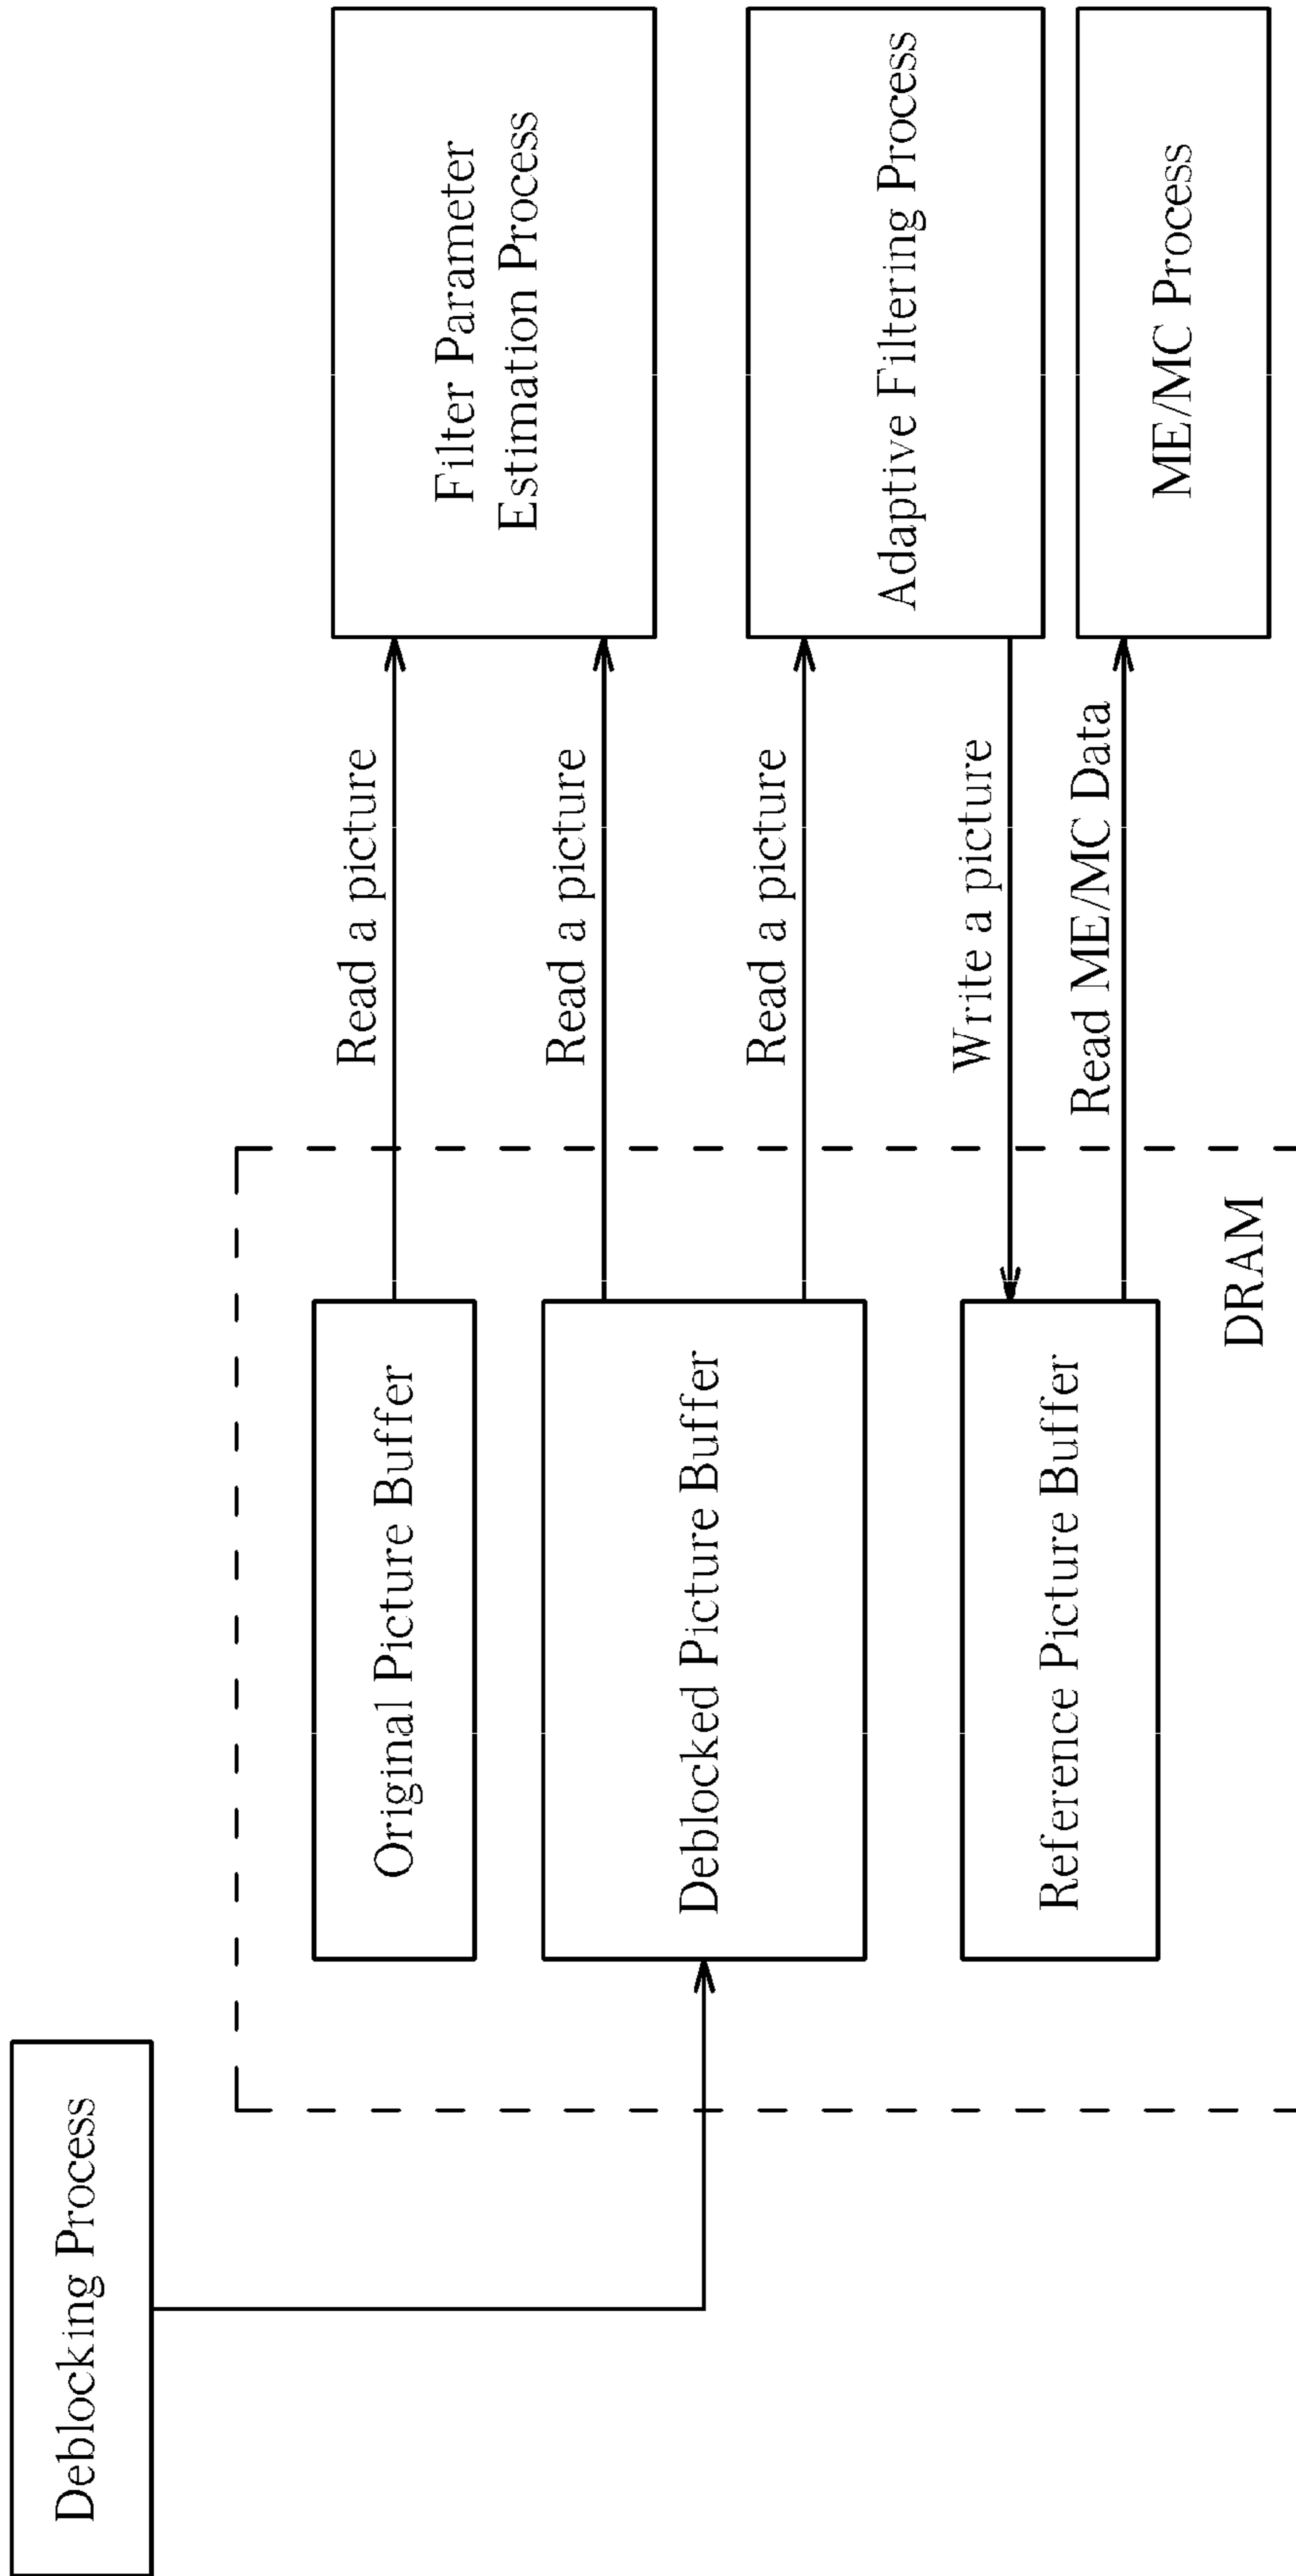 Deblocking Process
Original Picture Buffer
Read a picture
Filter Parameter
Estimation Process
Deblocked Picture Buffer
Read a picture
Read a picture
Adaptive Filtering Process
Write a picture
Reference Picture Buffer
Read ME/MC Data
ME/MC Process
DRAM